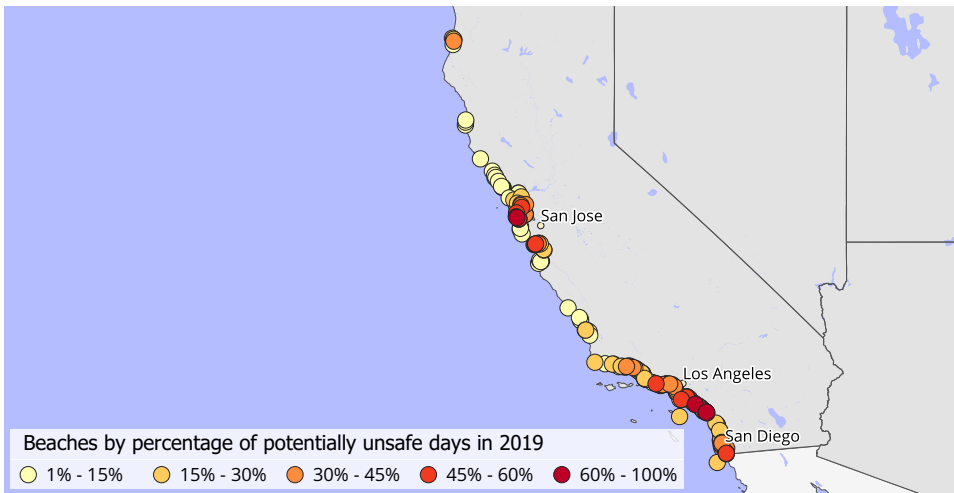 San Jose
Los Angeles
San Diego
Beaches by percentage of potentially unsafe days in 2019
1% - 15% 15% - 30% 30% - 45% 45% - 60% 60% - 100%